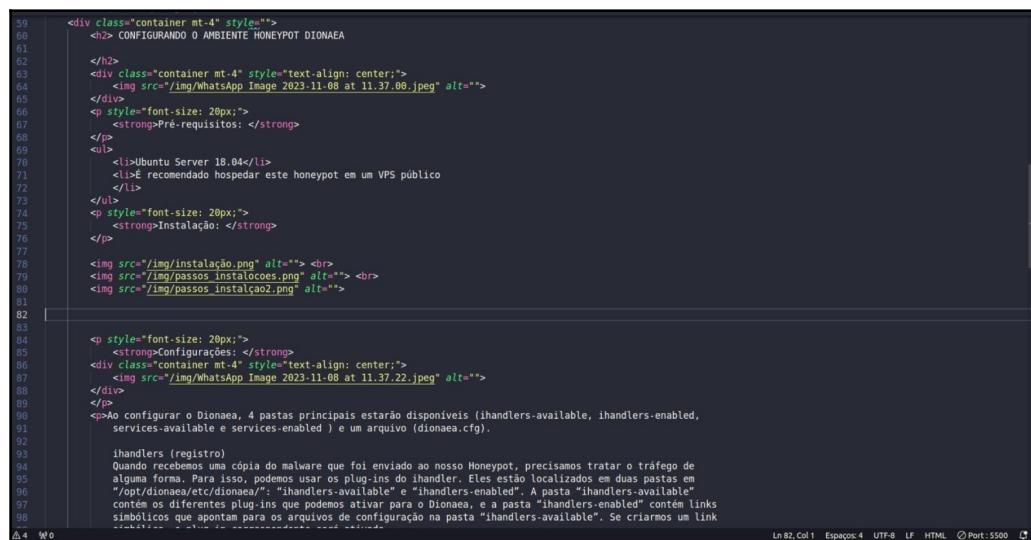 59 <div class="container mt-4" style="">
60 <h2> CONFIGURANDO O AMBIENTE HONEYPOT DIONAEA
61
62 </h2>
63 <div class="container mt-4" style="text-align: center;">
64 <img src="/img/WhatsApp Image 2023-11-08 at 11.37.00.jpeg" alt="">
65 </div>
66 <p style="font-size: 20px;">
67 <strong>Pré-requisitos: </strong>
68 </p>
69 <ul>
70 <li>Ubuntu Server 18.04</li>
71 <li>É recomendado hospedar este honeypot em um VPS público
72 </li>
73 </ul>
74 <p style="font-size: 20px;">
75 <strong>Instalação: </strong>
76 </p>
77
78 <img src="/img/instalação.png" alt=""> <br>
79 <img src="/img/passos_instalocoes.png" alt=""> <br>
80 <img src="/img/passos_instalçao2.png" alt="">
81
82
83
84 <p style="font-size: 20px;">
85 <strong>Configurações: </strong>
86 <div class="container mt-4" style="text-align: center;">
87 <img src="/img/WhatsApp Image 2023-11-08 at 11.37.22.jpeg" alt="">
88 </div>
89 </p>
90 <p>Ao configurar o Dionaea, 4 pastas principais estarão disponíveis (ihandlers-available, ihandlers-enabled,
91 services-available e services-enabled ) e um arquivo (dionaea.cfg).
92
93 ihandlers (registro)
94 Quando recebemos uma cópia do malware que foi enviado ao nosso Honeypot, precisamos tratar o tráfego de
95 alguma forma. Para isso, podemos usar os plug-ins do ihandler. Eles estão localizados em duas pastas em
96 “/opt/dionaea/etc/dionaea/”: “ihandlers-available” e “ihandlers-enabled”. A pasta “ihandlers-available”
97 contém os diferentes plug-ins que podemos ativar para o Dionaea, e a pasta “ihandlers-enabled” contém links
98 simbólicos que apontam para os arquivos de configuração na pasta “ihandlers-available”. Se criarmos um link
4 0 Ln 82, Col 1 Espaços: 4 UTF-8 LF HTML Port : 5500